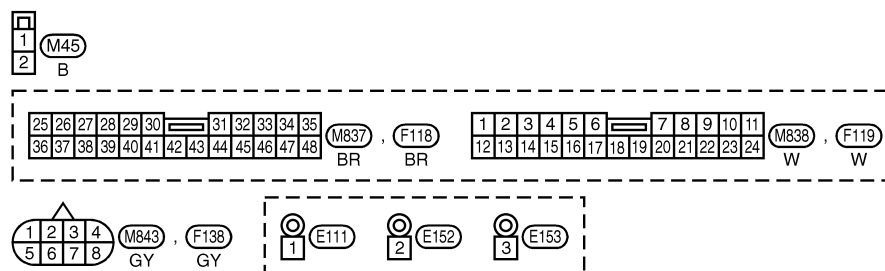 1 M45
2 B
25 26 27 28 29 30 31 32 33 34 35 M837 , F118
36 37 38 39 40 41 42 43 44 45 46 47 48 BR BR
1 2 3 4 5 6 7 8 9 10 11 M838 , F119
12 13 14 15 16 17 18 19 20 21 22 23 24 W W
1 2 3 4 M843 , F138
5 6 7 8 GY GY
1 E111 2 E152 3 E153